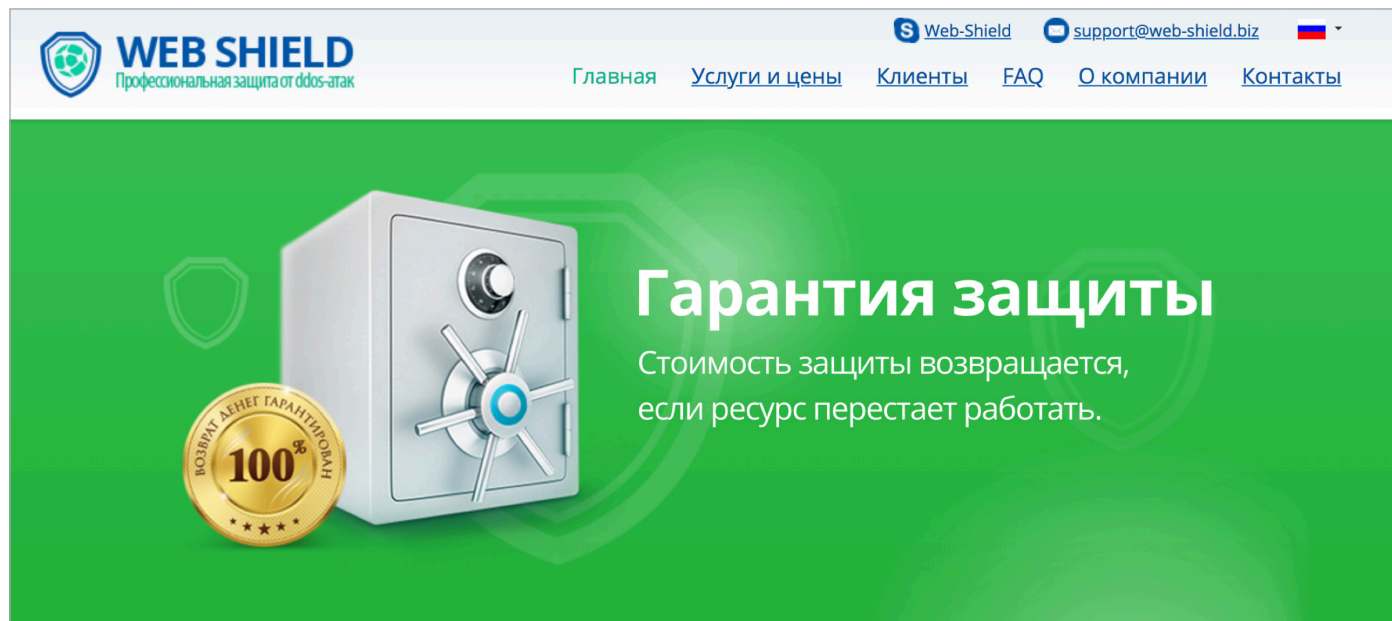 WEB SHIELD
Профессиональная защита от ddos-атак
Web-Shield
support@web-shield.biz
Главная
Услуги и цены
Клиенты
FAQ
О компании
Контакты
Гарантия защиты
Стоимость защиты возвращается,
если ресурс перестает работать.
ВОЗВРАТ ДЕНЕГ ГАРАНТИРОВАН
100%